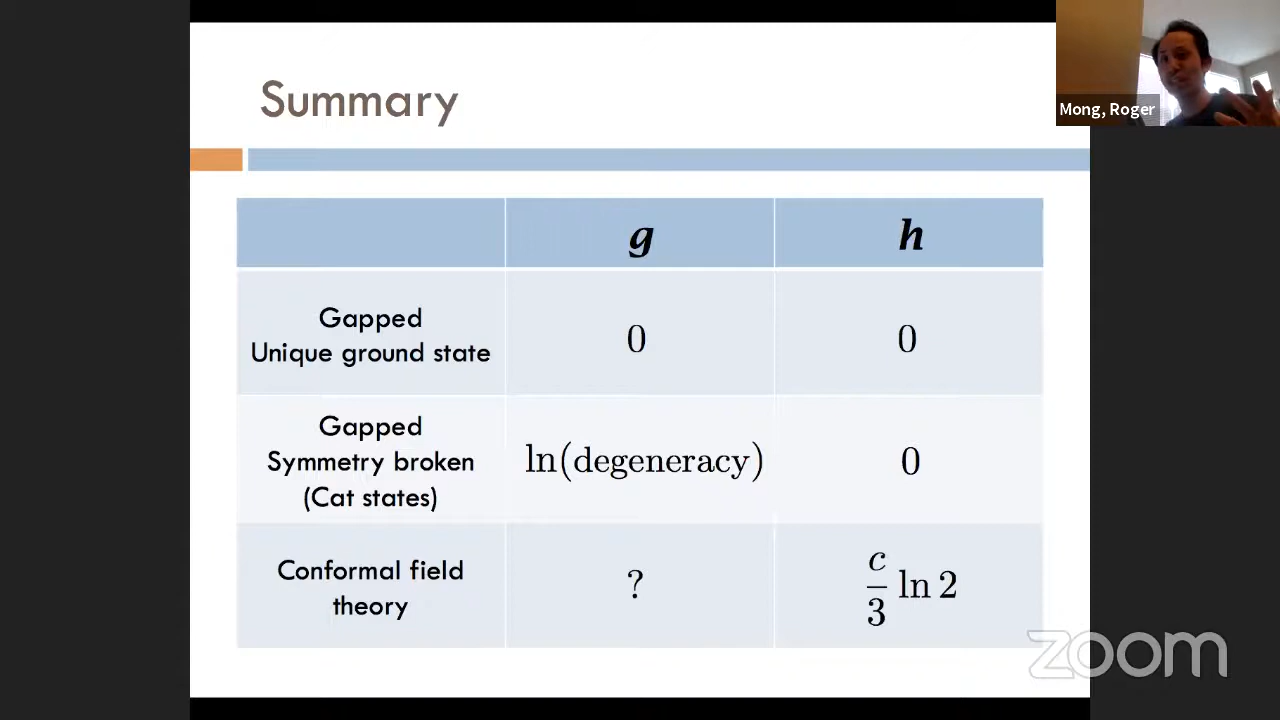 Summary
Mong, Roger
g
h
Gapped
Unique ground state
0
0
Gapped
Symmetry broken
(Cat states)
ln(degeneracy)
0
Conformal field
theory
?
c/3 ln 2
zoom